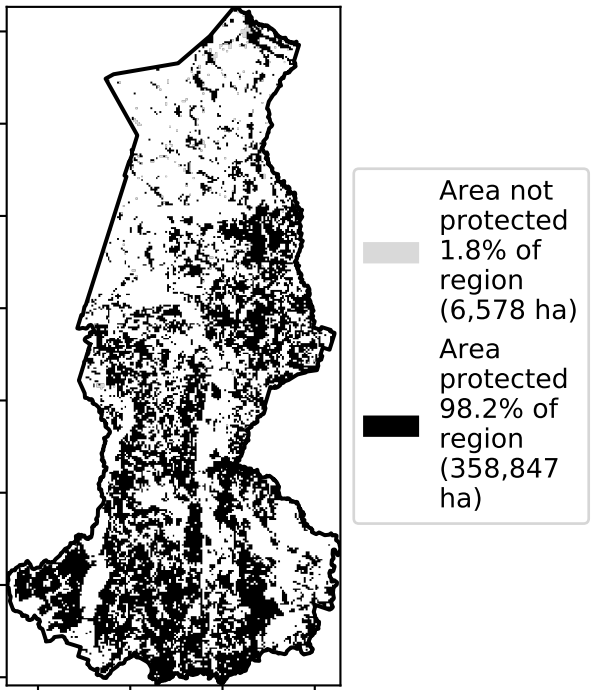 Area not
protected
1.8% of
region
(6,578 ha)
Area
protected
98.2% of
region
(358,847
ha)